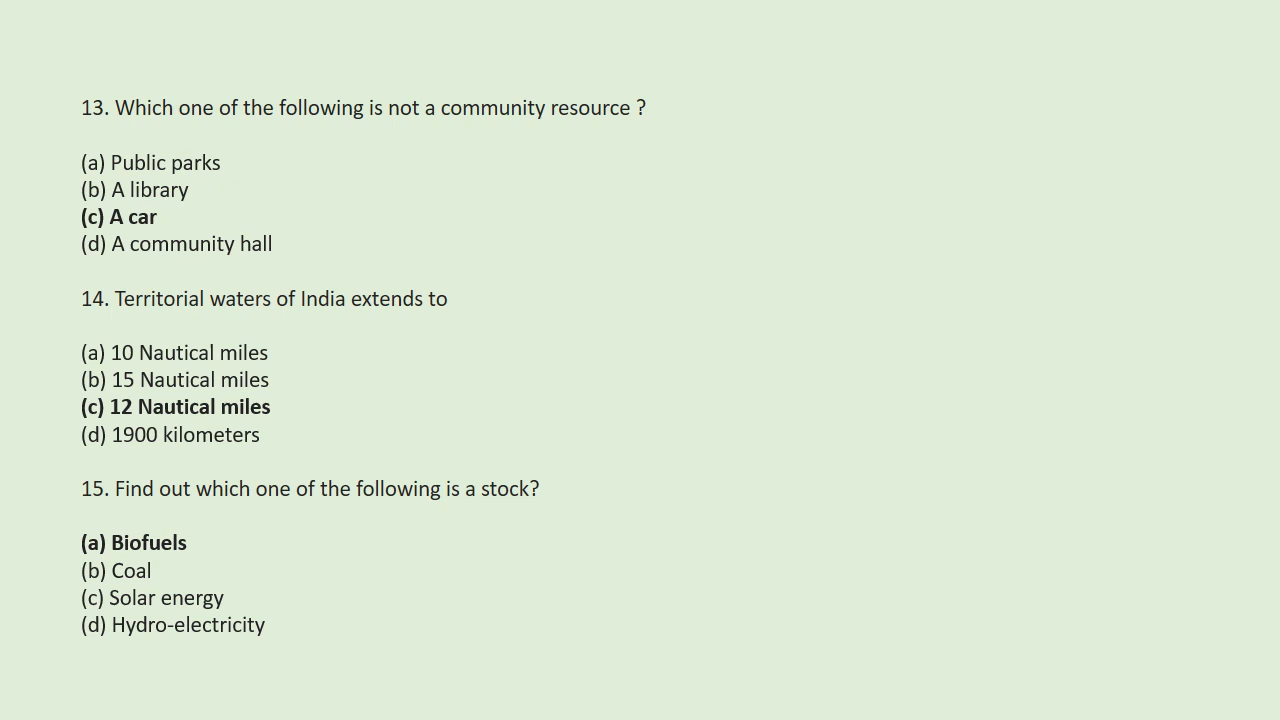 13. Which one of the following is not a community resource ?
(a) Public parks
(b) A library
(c) A car
(d) A community hall
14. Territorial waters of India extends to
(a) 10 Nautical miles
(b) 15 Nautical miles
(c) 12 Nautical miles
(d) 1900 kilometers
15. Find out which one of the following is a stock?
(a) Biofuels
(b) Coal
(c) Solar energy
(d) Hydro-electricity